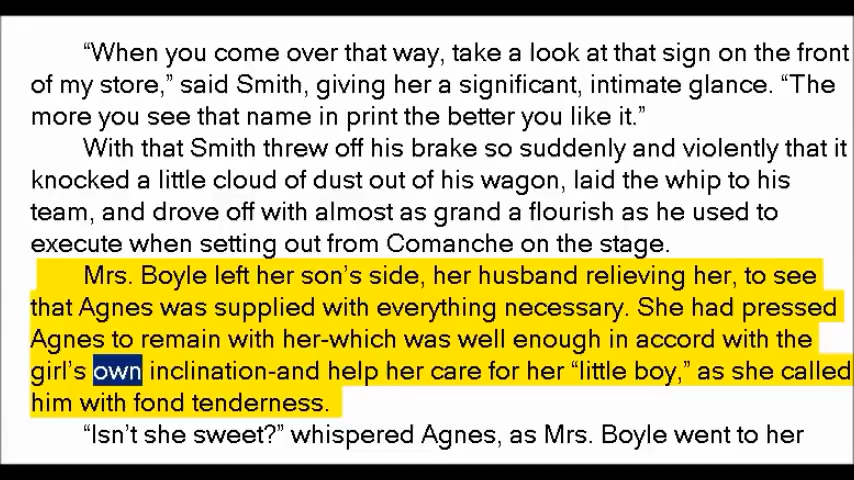 “When you come over that way, take a look at that sign on the front
of my store,” said Smith, giving her a significant, intimate glance. “The
more you see that name in print the better you like it.”
With that Smith threw off his brake so suddenly and violently that it
knocked a little cloud of dust out of his wagon, laid the whip to his
team, and drove off with almost as grand a flourish as he used to
execute when setting out from Comanche on the stage.
Mrs. Boyle left her son’s side, her husband relieving her, to see
that Agnes was supplied with everything necessary. She had pressed
Agnes to remain with her-which was well enough in accord with the
girl’s own inclination-and help her care for her “little boy,” as she called
him with fond tenderness.
“Isn’t she sweet?” whispered Agnes, as Mrs. Boyle went to her